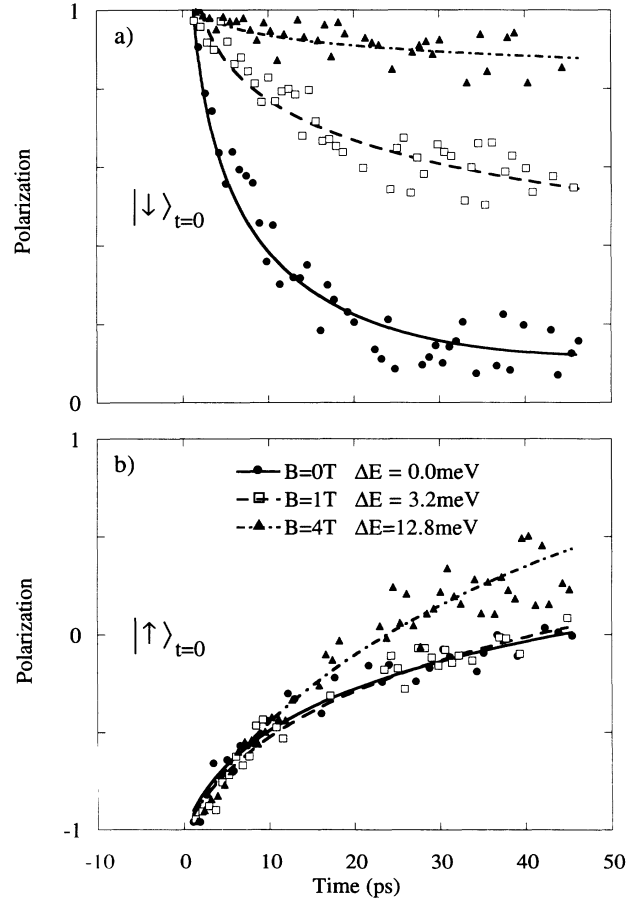 1
a)
Polarization
|↓⟩t=0
0
1
b)
B=0T ΔE = 0.0meV
B=1T ΔE = 3.2meV
B=4T ΔE=12.8meV
Polarization
0
|↑⟩t=0
-1
-10 0 10 20 30 40 50
Time (ps)